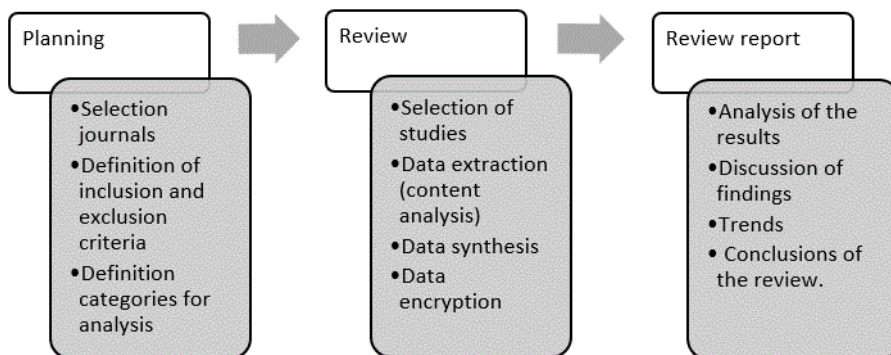 Planning
•Selection
journals
•Definition of
inclusion and
exclusion
criteria
•Definition
categories for
analysis
Review
•Selection of
studies
•Data extraction
(content
analysis)
•Data synthesis
•Data
encryption
Review report
•Analysis of the
results
•Discussion of
findings
•Trends
• Conclusions of
the review.